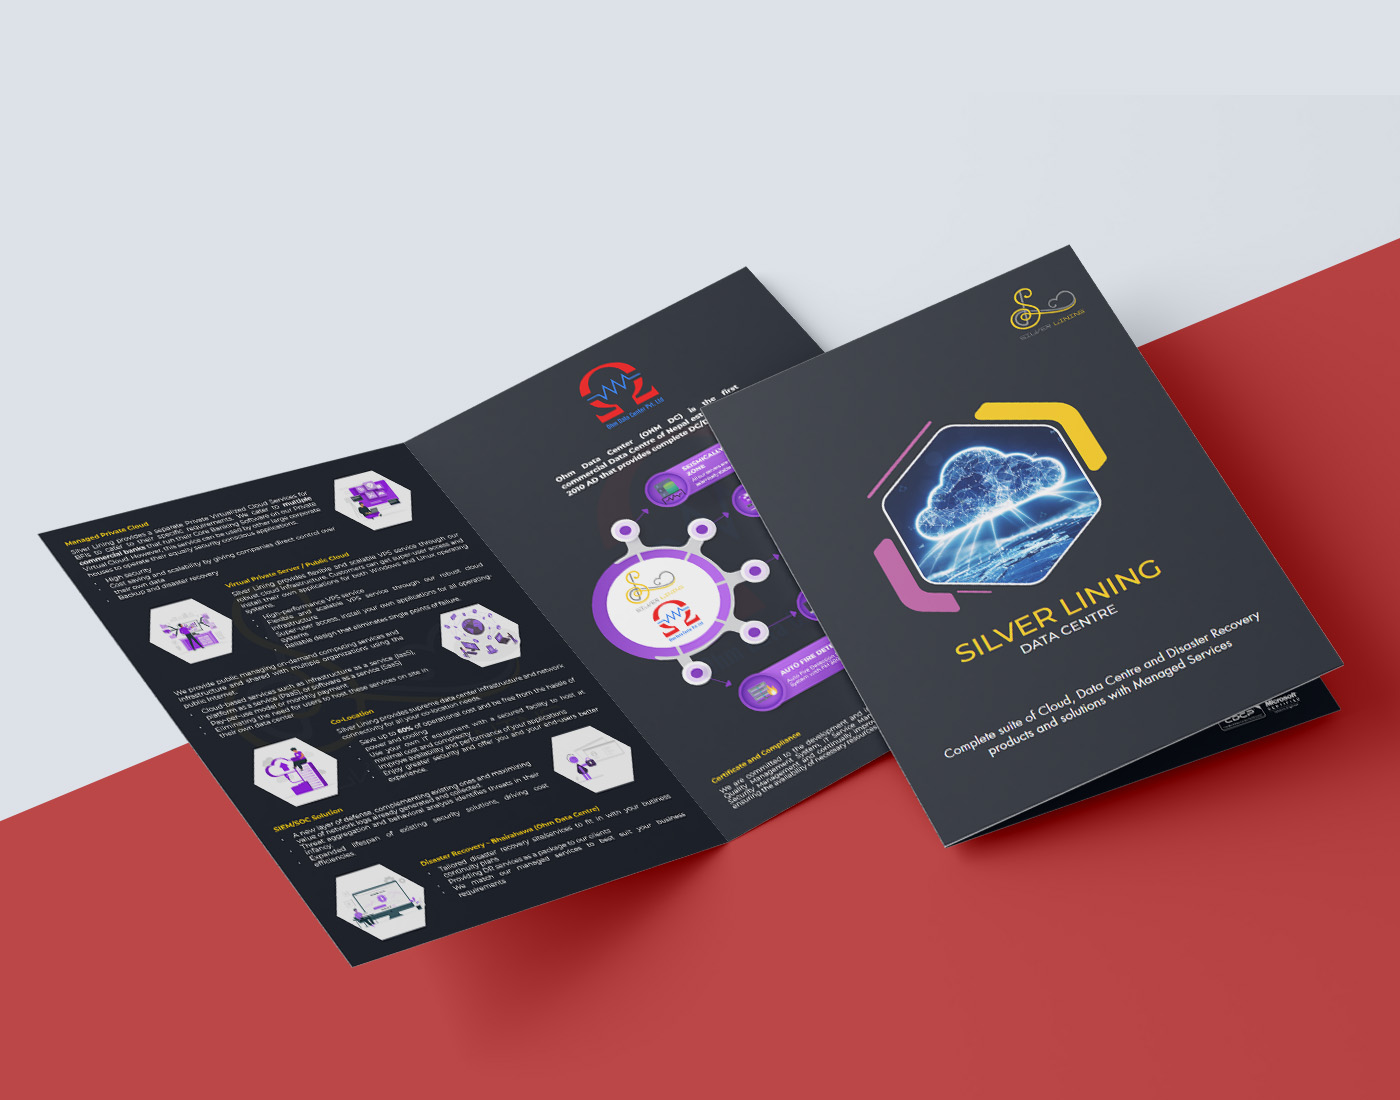 Managed Private Cloud
Silver Lining provides a separate Private Virtualized Cloud Services for
BFIs to cater to their specific requirements. We cater to multiple
commercial banks that run their Core Banking Software on our Private
Virtual Cloud. However, this service can be used by other large corporate
houses to operate their equally security conscious applications.
High Security
Cost saving and scalability by giving companies direct control over
their own data
Backup and disaster recovery
Virtual Private Server / Public Cloud
Silver Lining provides flexible and scalable VPS service through our
robust cloud infrastructure. Customers can get super-user access and
install their own applications for both Windows and Linux operating
systems.
High-performance VPS service
Flexible and scalable VPS service through our robust cloud
infrastructure
Super-user access, install your own applications for all operating-
systems
Reliable design that eliminates single points of failure.
We provide public managing on-demand computing services and
infrastructure and shared with multiple organizations using the
public Internet.
Cloud-based services such as infrastructure as a service (IaaS),
platform as a service (PaaS), or software as a service (SaaS)
Pay-per-use model or monthly payment
Eliminating the need for users to host these services on site in
their own data center
Co-Location
Silver Lining provides supreme data center infrastructure and network
connectivity for all your co-location needs.
Save up to 60% of operational cost and be free from the hassle of
power and cooling
Use your own IT equipment with a secured facility to host at
minimal cost and complexity
Improve availability and performance of your applications
Enjoy greater security and offer you and your end-users better
experience.
SIEM/SOC Solution
A new layer of defense, complementing existing ones and maximizing
value of network logs already generated and collected.
Threat aggregation and behavioral analysis identifies threats in their
infancy
Expanded lifespan of existing security solutions, driving cost
efficiencies.
Disaster Recovery - Bhairahawa (Ohm Data Centre)
Tailored disaster recovery site/services to fit in with your business
continuity plans
Providing DR services as a package to our clients
We match our managed services to best suit your business
requirements
Ohm Data Center Pvt. Ltd
Ohm Data Center (OHM DC) is the first
commercial Data Centre of Nepal est
2010 AD that provides complete DC/D
SEISMICALLY
ZONE
SILVER LINING
AUTO FIRE DETE
Auto Fire Detection
System with FM 200
Certificate and Compliance
We are committed to the development and
Quality Management System, IT Service Man
Security Management and continually improv
ensuring the availability of necessary resources
SILVER LINING
SILVER LINING
DATA CENTRE
Complete suite of Cloud, Data Centre and Disaster Recovery
products and solutions with Managed Services
CDCS
Microsoft
CERTIFIED